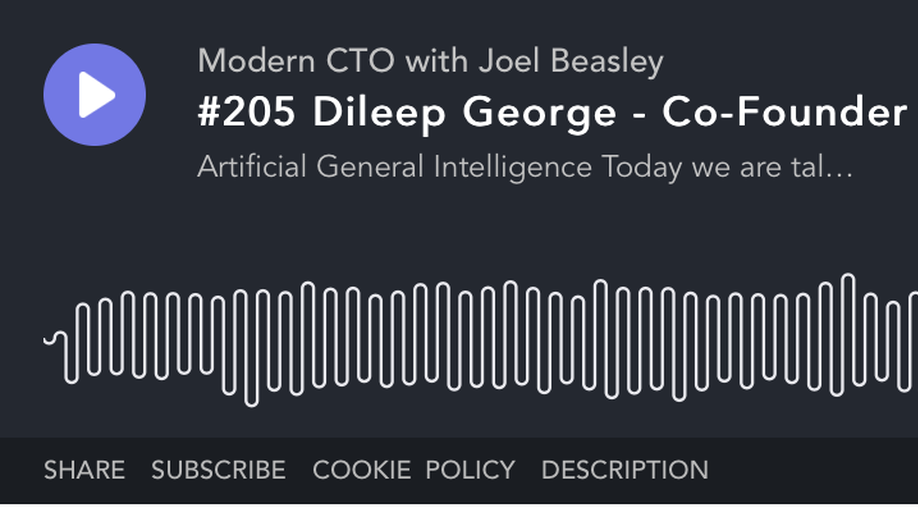 Modern CTO with Joel Beasley
#205 Dileep George - Co-Founder
Artificial General Intelligence Today we are tal...
SHARE SUBSCRIBE COOKIE POLICY DESCRIPTION